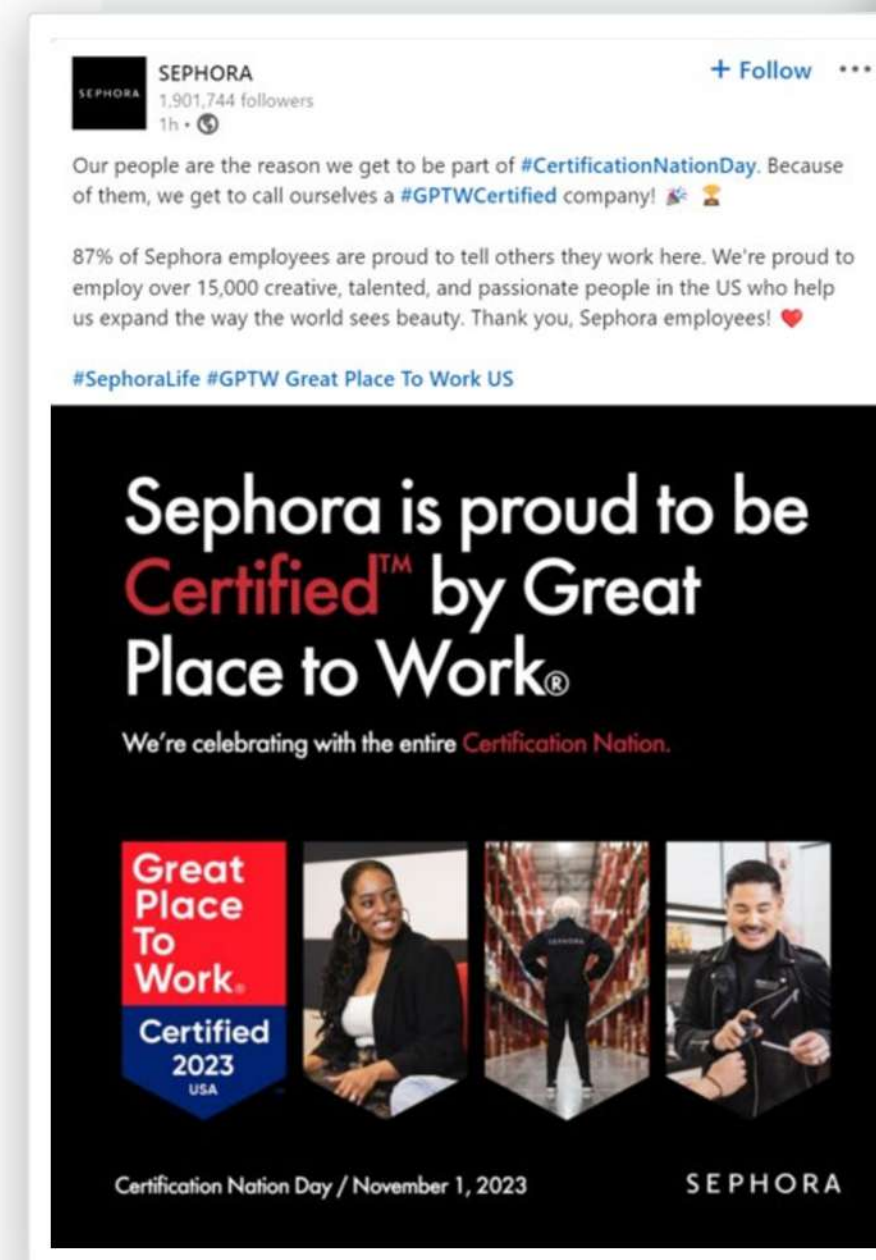 SEPHORA
SEPHORA
1,901,744 followers
1h •
+ Follow •••
Our people are the reason we get to be part of #CertificationNationDay. Because
of them, we get to call ourselves a #GPTWCertified company! 🎉 🏆
87% of Sephora employees are proud to tell others they work here. We're proud to
employ over 15,000 creative, talented, and passionate people in the US who help
us expand the way the world sees beauty. Thank you, Sephora employees! ❤️
#SephoraLife #GPTW Great Place To Work US
Sephora is proud to be
Certified™ by Great
Place to Work®
We're celebrating with the entire Certification Nation.
Great
Place
To
Work®
Certified
2023
USA
SEPHORA
Certification Nation Day / November 1, 2023
SEPHORA